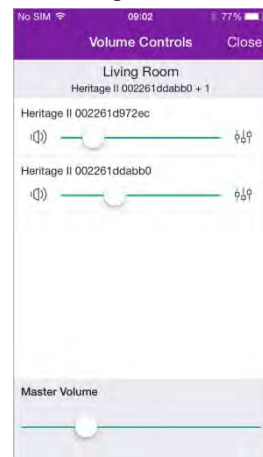 No SIM 09:02 77%
Volume Controls Close
Living Room
Heritage II 002261ddabb0 + 1
Heritage II 002261d972ec
Heritage II 002261ddabb0
Master Volume